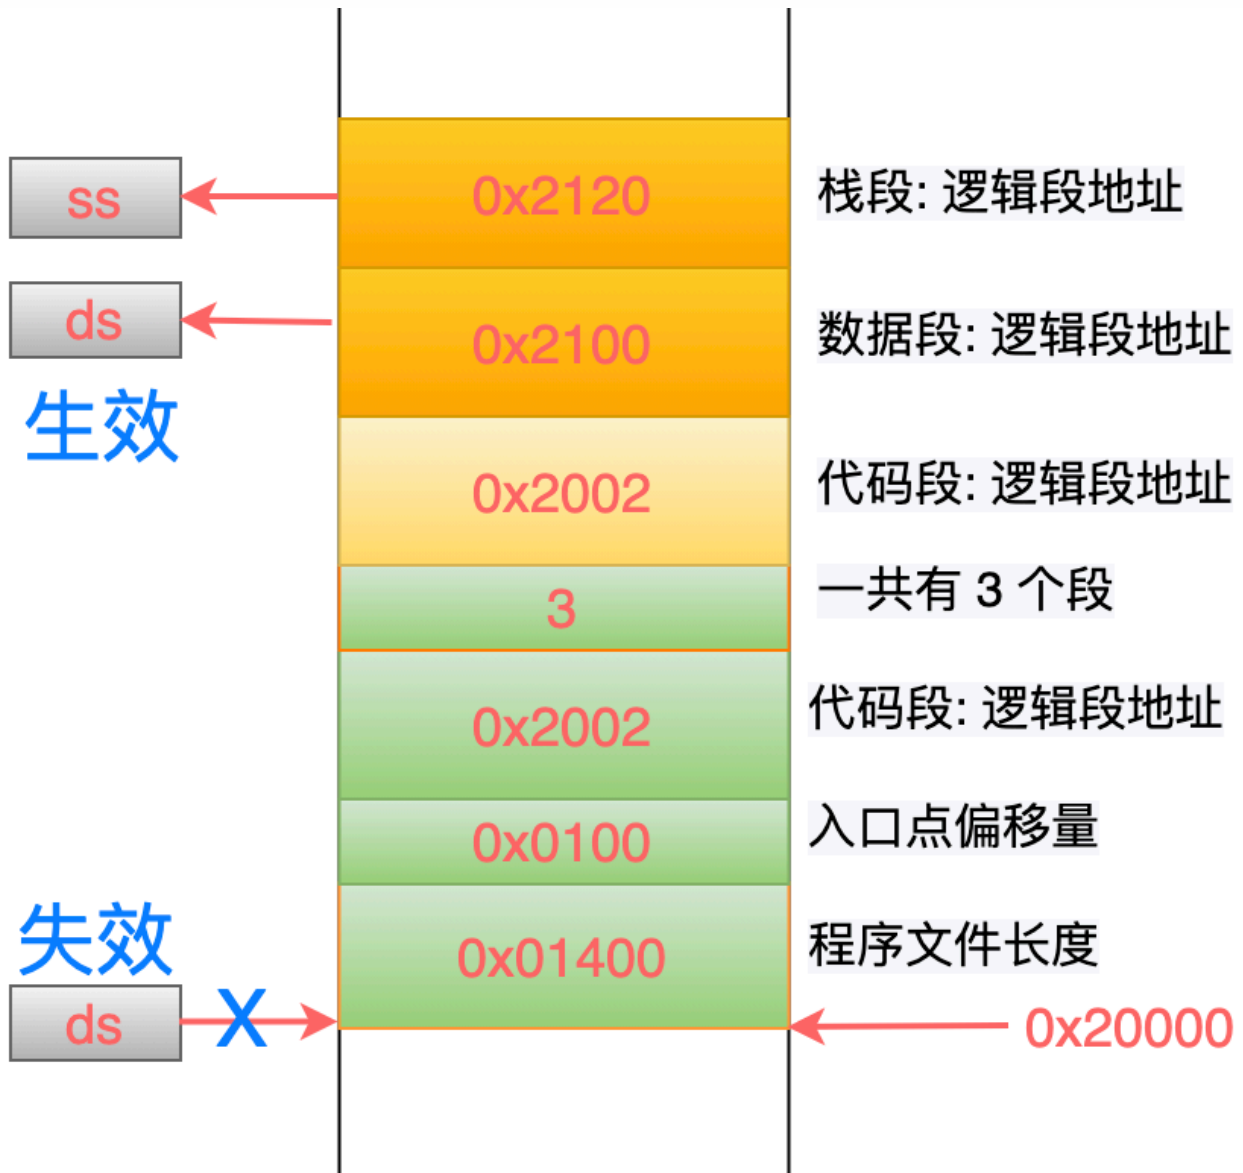 ss
0x2120
栈段: 逻辑段地址
ds
0x2100
数据段: 逻辑段地址
生效
0x2002
代码段: 逻辑段地址
3
一共有 3 个段
0x2002
代码段: 逻辑段地址
0x0100
入口点偏移量
失效
0x01400
程序文件长度
ds
X
0x20000